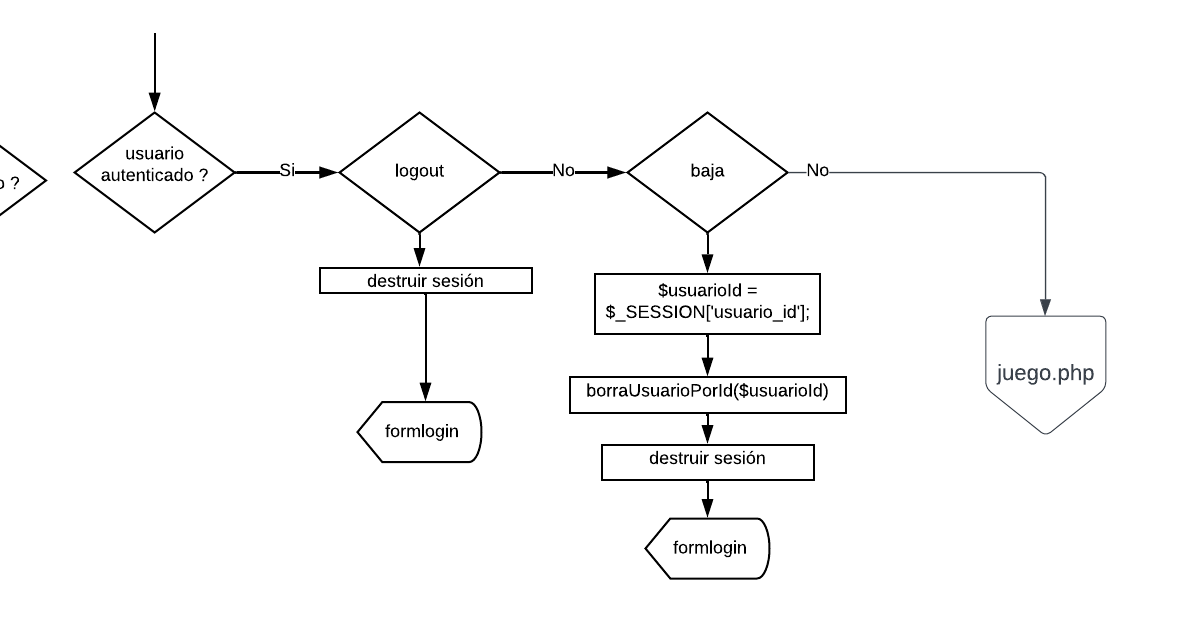 o ?
usuario
autenticado ?
Si
logout
No
baja
No
destruir sesión
$usuarioId =
$_SESSION['usuario_id'];
juego.php
borraUsuarioPorId($usuarioId)
formlogin
destruir sesión
formlogin